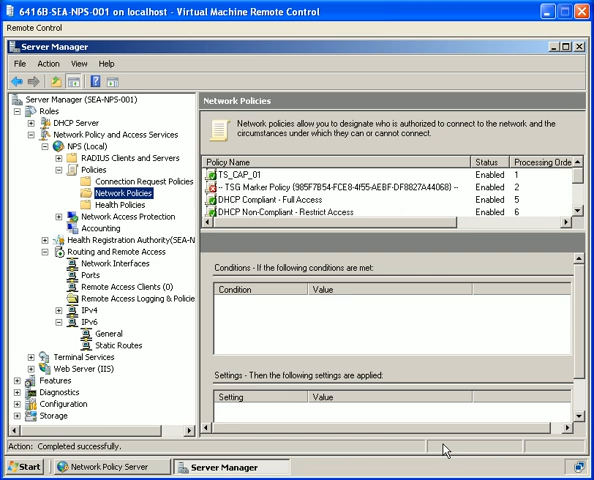 6416B-SEA-NPS-001 on localhost - Virtual Machine Remote Control
Remote Control
Server Manager
File Action View Help
Server Manager (SEA-NPS-001)
Roles
DHCP Server
Network Policy and Access Services
NPS (Local)
RADIUS Clients and Servers
Policies
Connection Request Policies
Network Policies
Health Policies
Network Access Protection
Accounting
Health Registration Authority(SEA-N
Routing and Remote Access
Network Interfaces
Ports
Remote Access Clients (0)
Remote Access Logging & Policie
IPv4
IPv6
General
Static Routes
Terminal Services
Web Server (IIS)
Features
Diagnostics
Configuration
Storage
Network Policies
Network policies allow you to designate who is authorized to connect to the network and the
circumstances under which they can or cannot connect.
Policy Name Status Processing Orde
TS_CAP_01 Enabled 1
-- TSG Marker Policy {985F7B54-FCE8-4f55-AEBF-DF8827A44068} -- Enabled 2
DHCP Compliant - Full Access Enabled 5
DHCP Non-Compliant - Restrict Access Enabled 6
Conditions - If the following conditions are met:
Condition Value
Settings - Then the following settings are applied:
Setting Value
Action: Completed successfully.
Start Network Policy Server Server Manager